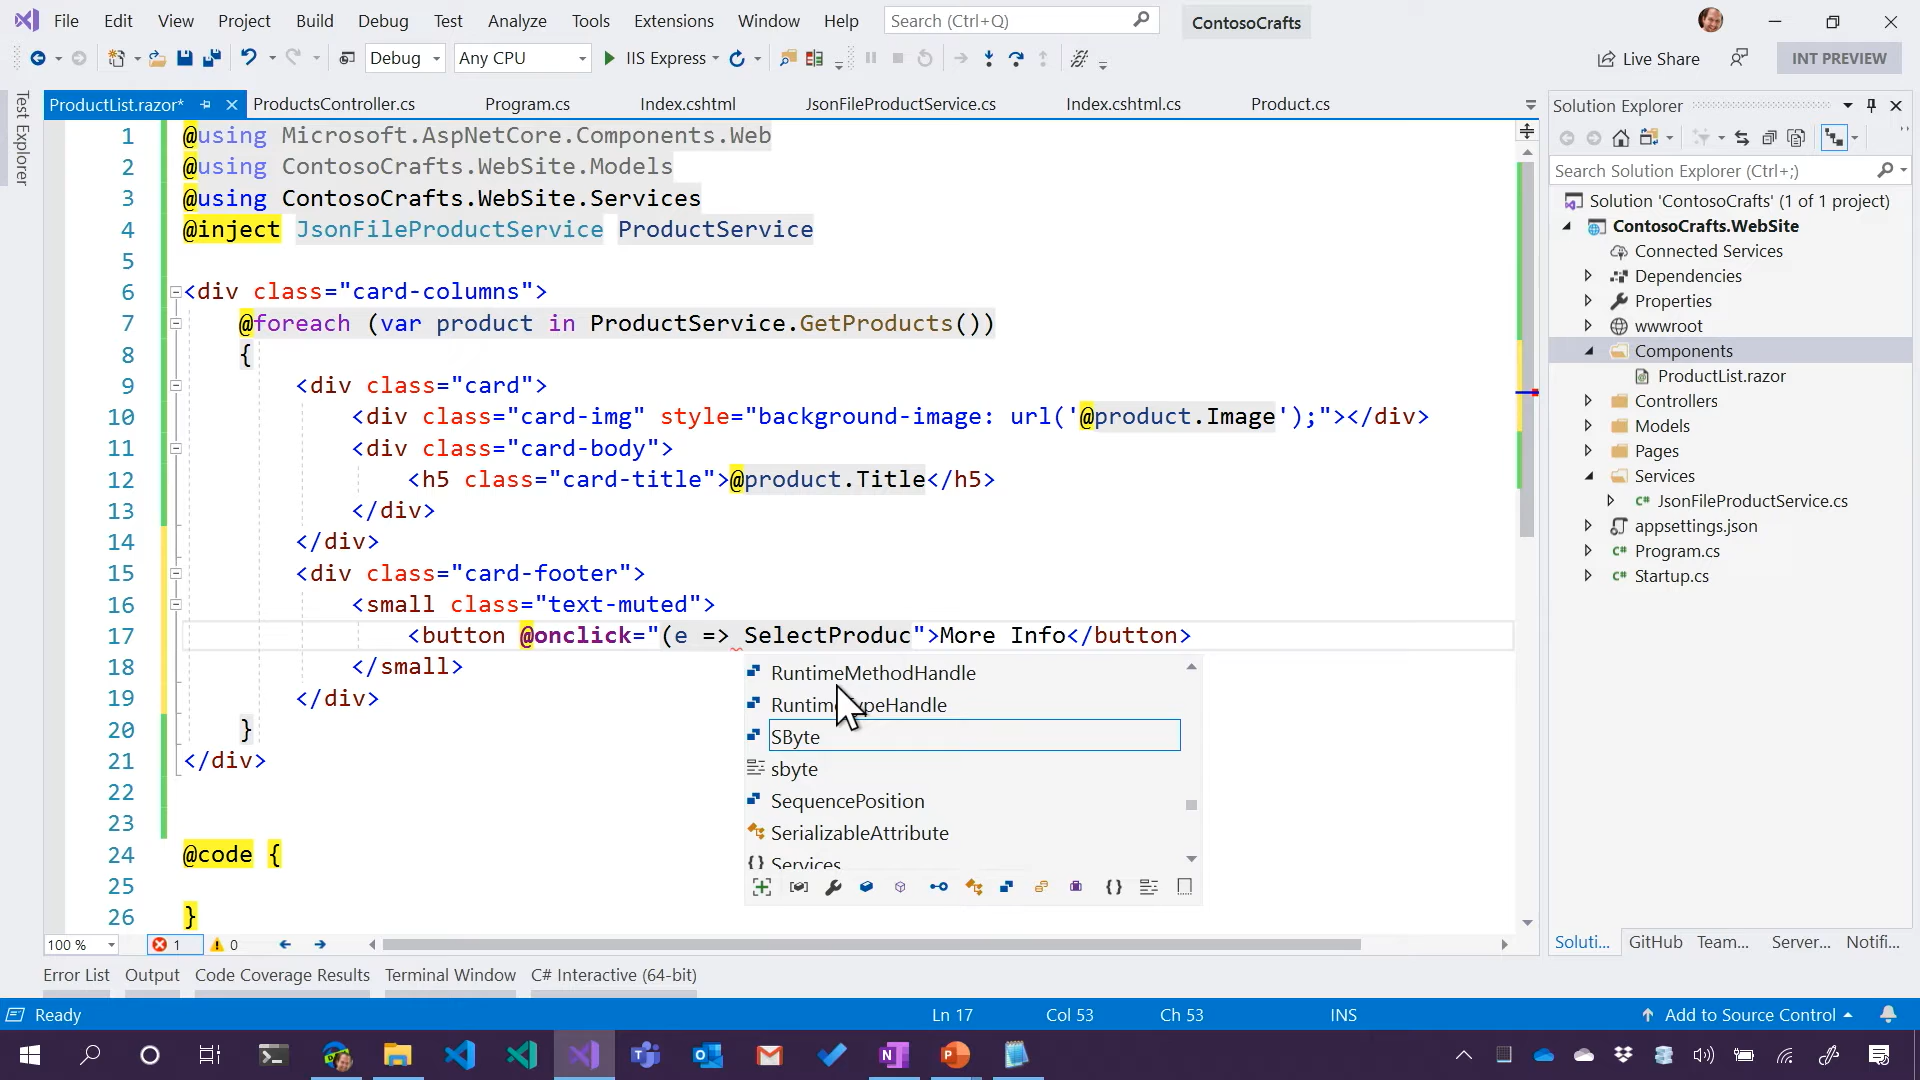 File Edit View Project Build Debug Test Analyze Tools Extensions Window Help Search (Ctrl+Q) ContosoCrafts
Debug Any CPU IIS Express Live Share INT PREVIEW
Test Explorer
ProductList.razor* ProductsController.cs Program.cs Index.cshtml JsonFileProductService.cs Index.cshtml.cs Product.cs
1 @using Microsoft.AspNetCore.Components.Web
2 @using ContosoCrafts.WebSite.Models
3 @using ContosoCrafts.WebSite.Services
4 @inject JsonFileProductService ProductService
5
6 <div class="card-columns">
7 @foreach (var product in ProductService.GetProducts())
8 {
9 <div class="card">
10 <div class="card-img" style="background-image: url('@product.Image');"></div>
11 <div class="card-body">
12 <h5 class="card-title">@product.Title</h5>
13 </div>
14 </div>
15 <div class="card-footer">
16 <small class="text-muted">
17 <button @onclick="(e => SelectProduc">More Info</button>
18 </small>
19 </div>
20 }
21 </div>
22
23
24 @code {
25
26 }
RuntimeMethodHandle
SByte
sbyte
SequencePosition
SerializableAttribute
Services
100 % 1 0
Error List Output Code Coverage Results Terminal Window C# Interactive (64-bit)
Solution Explorer
Search Solution Explorer (Ctrl+;)
Solution 'ContosoCrafts' (1 of 1 project)
ContosoCrafts.WebSite
Connected Services
Dependencies
Properties
wwwroot
Components
ProductList.razor
Controllers
Models
Pages
Services
C# JsonFileProductService.cs
appsettings.json
C# Program.cs
C# Startup.cs
Soluti... GitHub Team... Server... Notifi...
Ready Ln 17 Col 53 Ch 53 INS Add to Source Control